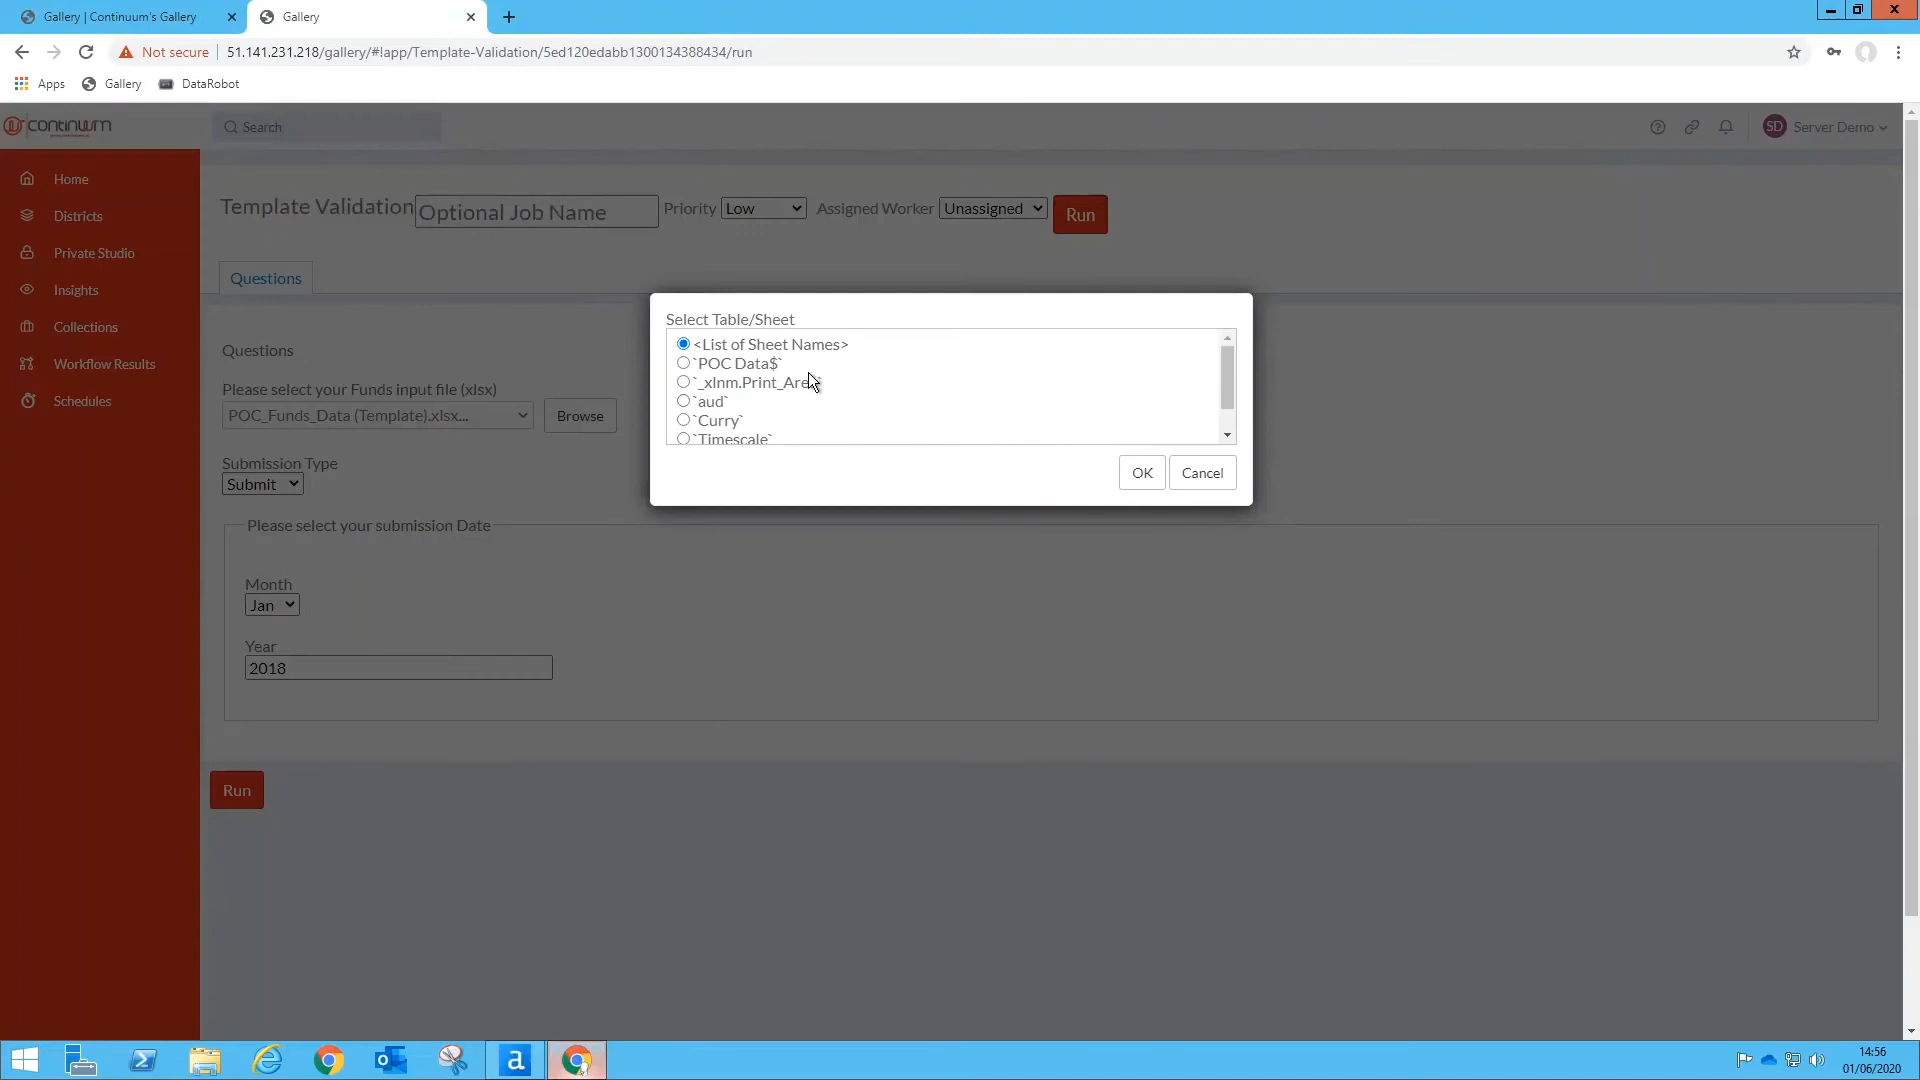 Gallery | Continuum's Gallery
Gallery
Not secure
51.141.231.218/gallery/#!app/Template-Validation/5ed120edabb1300134388434/run
Apps
Gallery
DataRobot
continuum
Search
SD
Server Demo
Home
Districts
Private Studio
Insights
Collections
Workflow Results
Schedules
Template Validation
Optional Job Name
Priority
Low
Assigned Worker
Unassigned
Run
Questions
Select Table/Sheet
<List of Sheet Names>
`POC Data$`
`_xlnm.Print_Area`
`aud`
`Curry`
`Timescale`
OK
Cancel
Questions
Please select your Funds input file (xlsx)
POC_Funds_Data (Template).xlsx...
Browse
Submission Type
Submit
Please select your submission Date
Month
Jan
Year
2018
Run
14:56
01/06/2020